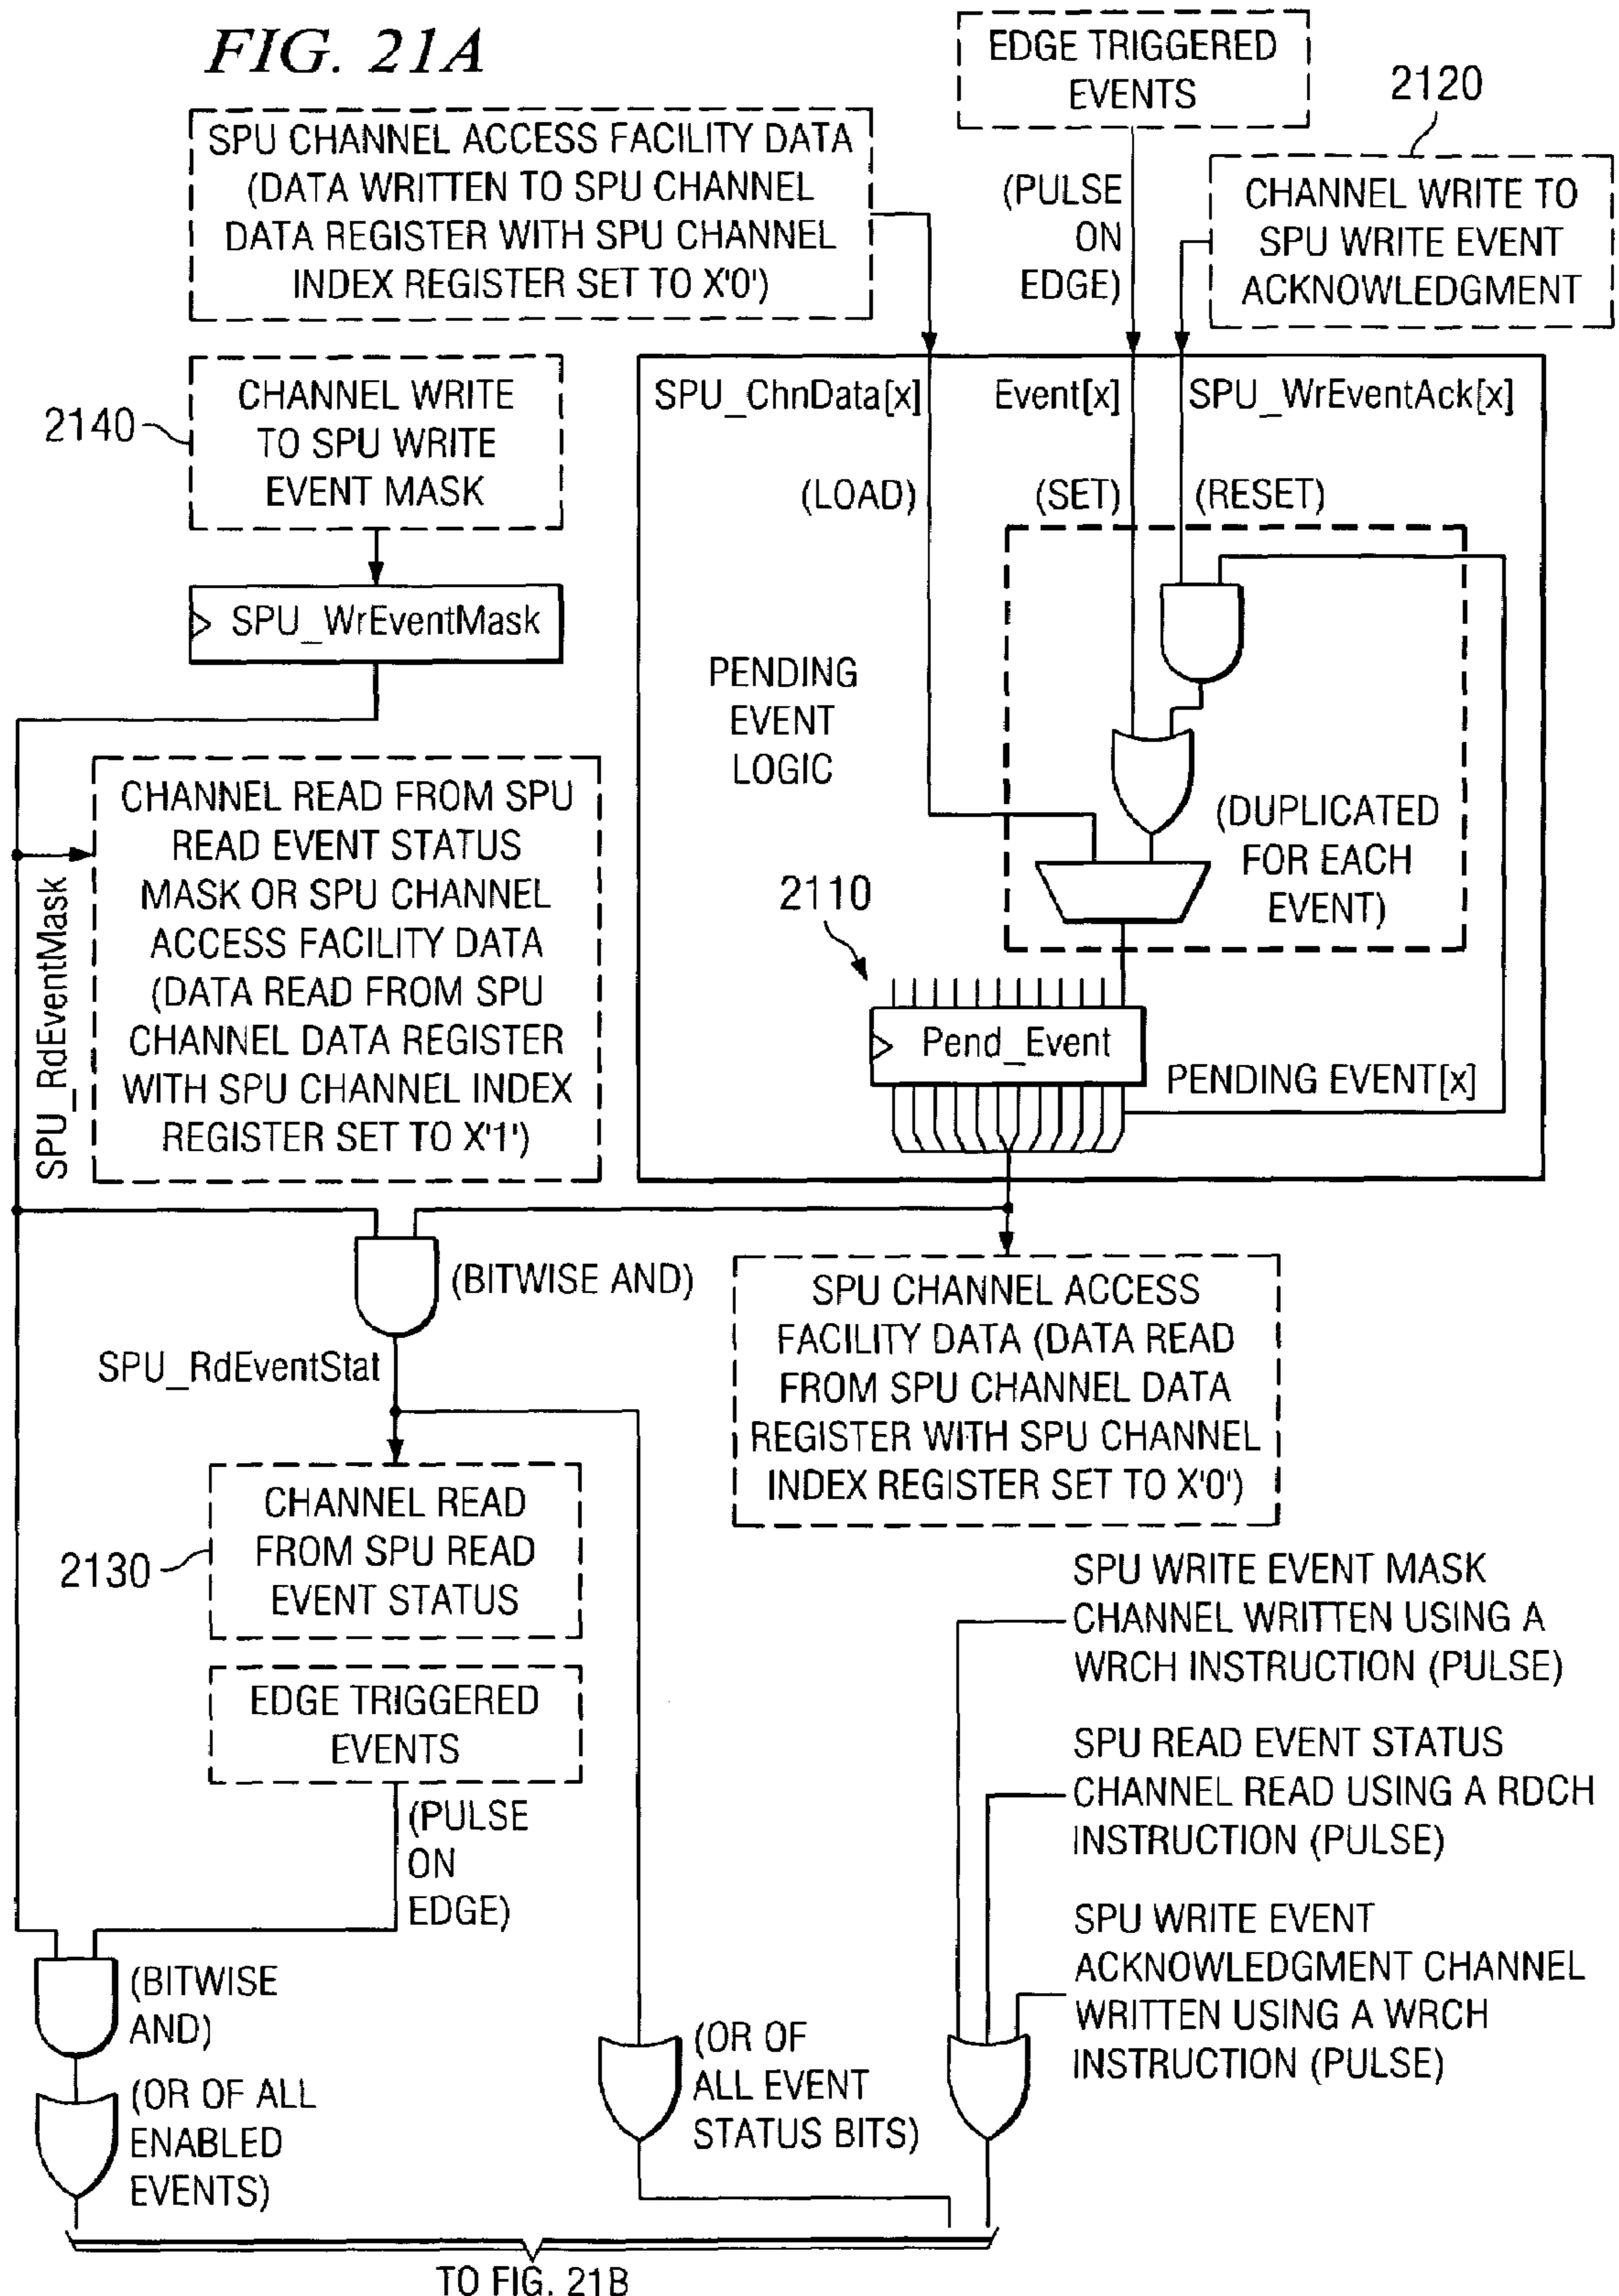 FIG. 21A
EDGE TRIGGERED
EVENTS
2120
SPU CHANNEL ACCESS FACILITY DATA
(DATA WRITTEN TO SPU CHANNEL
DATA REGISTER WITH SPU CHANNEL
INDEX REGISTER SET TO X'0')
(PULSE
ON
EDGE)
CHANNEL WRITE TO
SPU WRITE EVENT
ACKNOWLEDGMENT
2140
CHANNEL WRITE
TO SPU WRITE
EVENT MASK
SPU_ChnData[x]
Event[x]
SPU_WrEventAck[x]
(LOAD)
(SET)
(RESET)
SPU_WrEventMask
PENDING
EVENT
LOGIC
(DUPLICATED
FOR EACH
EVENT)
SPU_RdEventMask
CHANNEL READ FROM SPU
READ EVENT STATUS
MASK OR SPU CHANNEL
ACCESS FACILITY DATA
(DATA READ FROM SPU
CHANNEL DATA REGISTER
WITH SPU CHANNEL INDEX
REGISTER SET TO X'1')
2110
Pend_Event
PENDING EVENT[x]
(BITWISE AND)
SPU_RdEventStat
SPU CHANNEL ACCESS
FACILITY DATA (DATA READ
FROM SPU CHANNEL DATA
REGISTER WITH SPU CHANNEL
INDEX REGISTER SET TO X'0')
2130
CHANNEL READ
FROM SPU READ
EVENT STATUS
EDGE TRIGGERED
EVENTS
(PULSE
ON
EDGE)
SPU WRITE EVENT MASK
CHANNEL WRITTEN USING A
WRCH INSTRUCTION (PULSE)
SPU READ EVENT STATUS
CHANNEL READ USING A RDCH
INSTRUCTION (PULSE)
SPU WRITE EVENT
ACKNOWLEDGMENT CHANNEL
WRITTEN USING A WRCH
INSTRUCTION (PULSE)
(BITWISE
AND)
(OR OF ALL
ENABLED
EVENTS)
(OR OF
ALL EVENT
STATUS BITS)
TO FIG. 21B